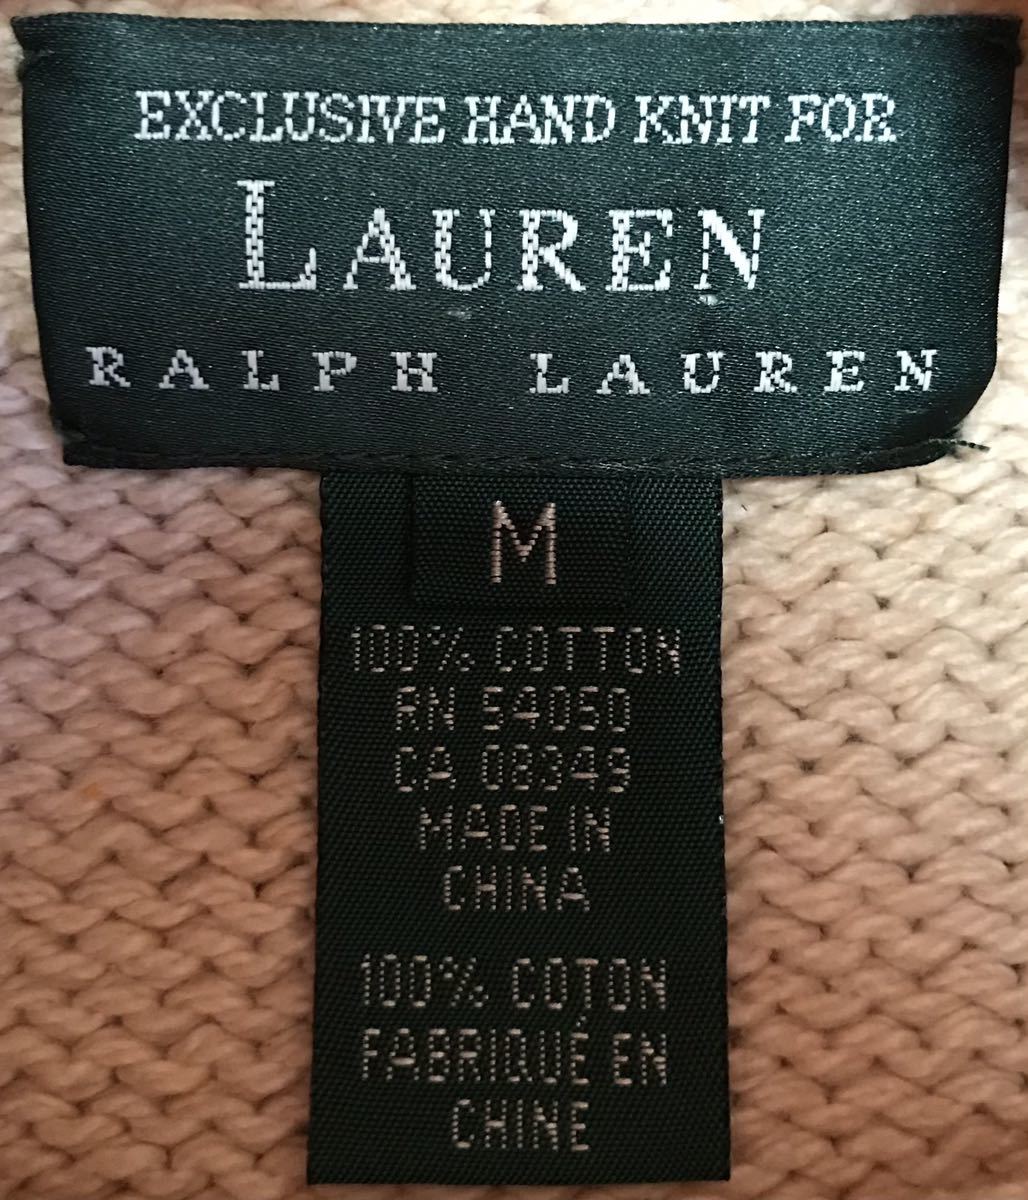 EXCLUSIVE HAND KNIT FOR
LAUREN
RALPH LAUREN
M
100% COTTON
RN 54050
CA 08349
MADE IN
CHINA
100% COTON
FABRIQUÉ EN
CHINE